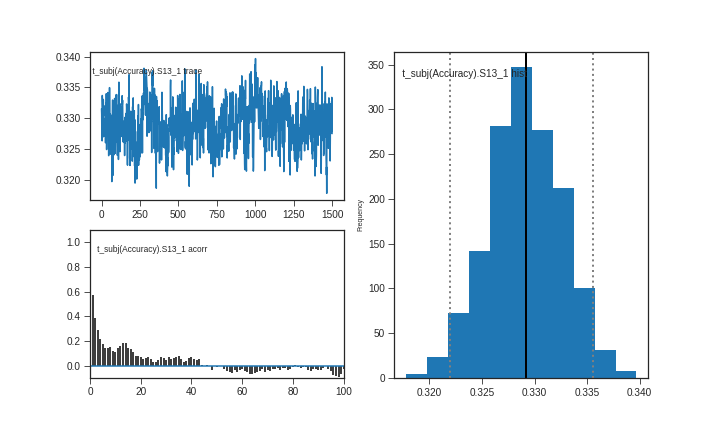 0.340
t_subj(Accuracy).S13_1 trace
0.335
0.330
0.325
0.320
0 250 500 750 1000 1250 1500
1.0
t_subj(Accuracy).S13_1 acorr
0.8
0.6
0.4
0.2
0.0
0 20 40 60 80 100
350
t_subj(Accuracy).S13_1 hist
300
250
200
Frequency
150
100
50
0
0.320 0.325 0.330 0.335 0.340